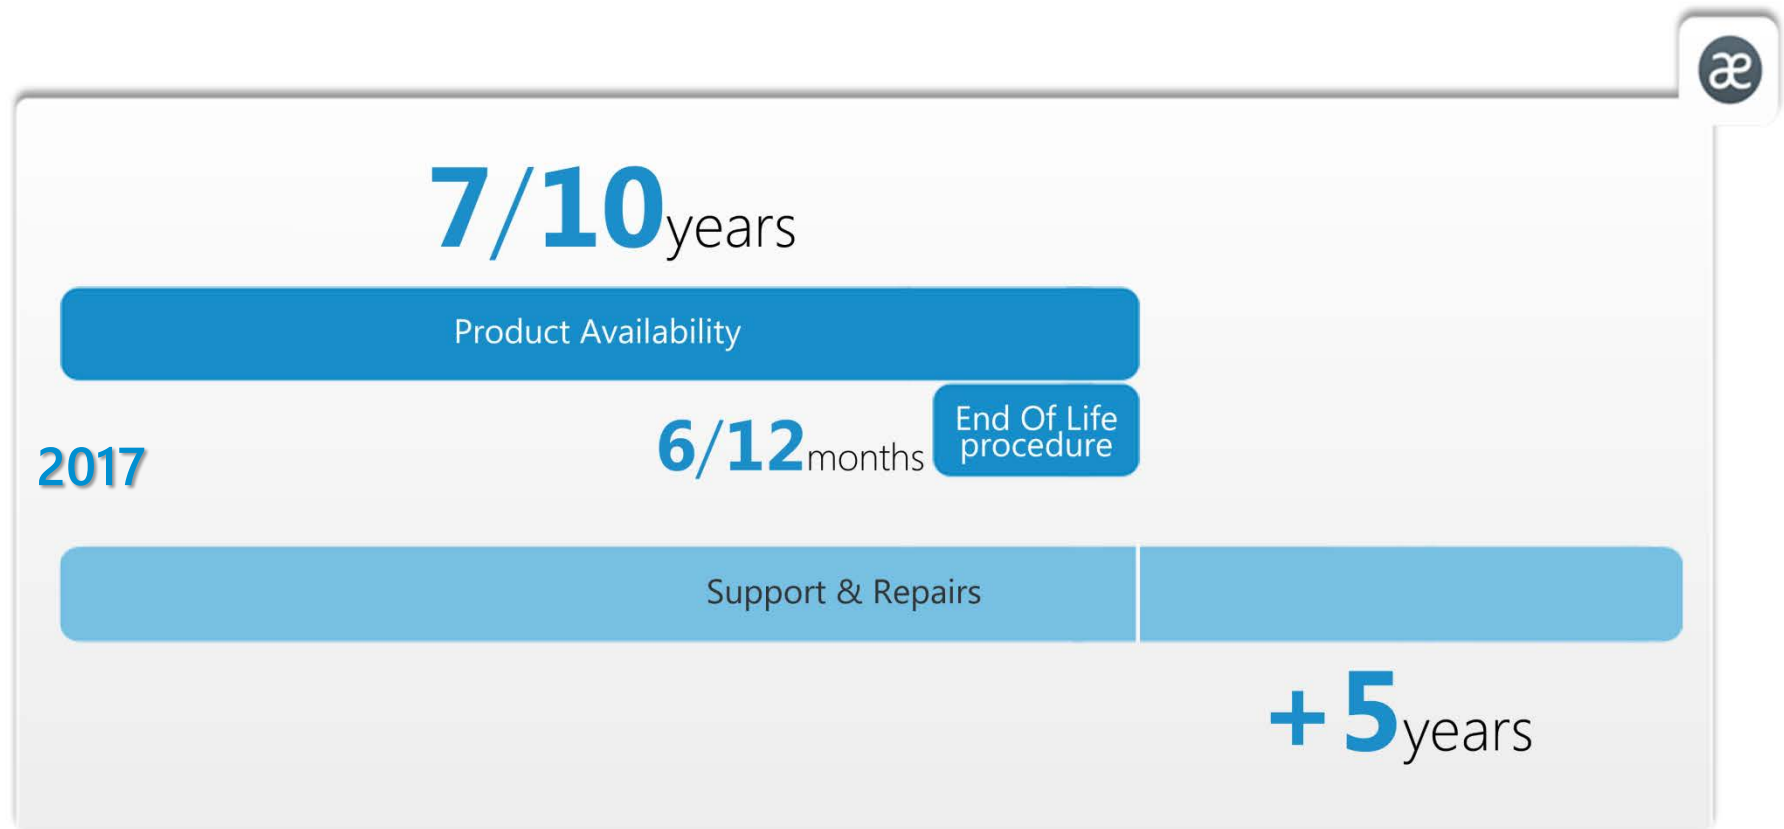 æ
7/10years
Product Availability
End Of Life
procedure
6/12months
2017
Support & Repairs
+5years